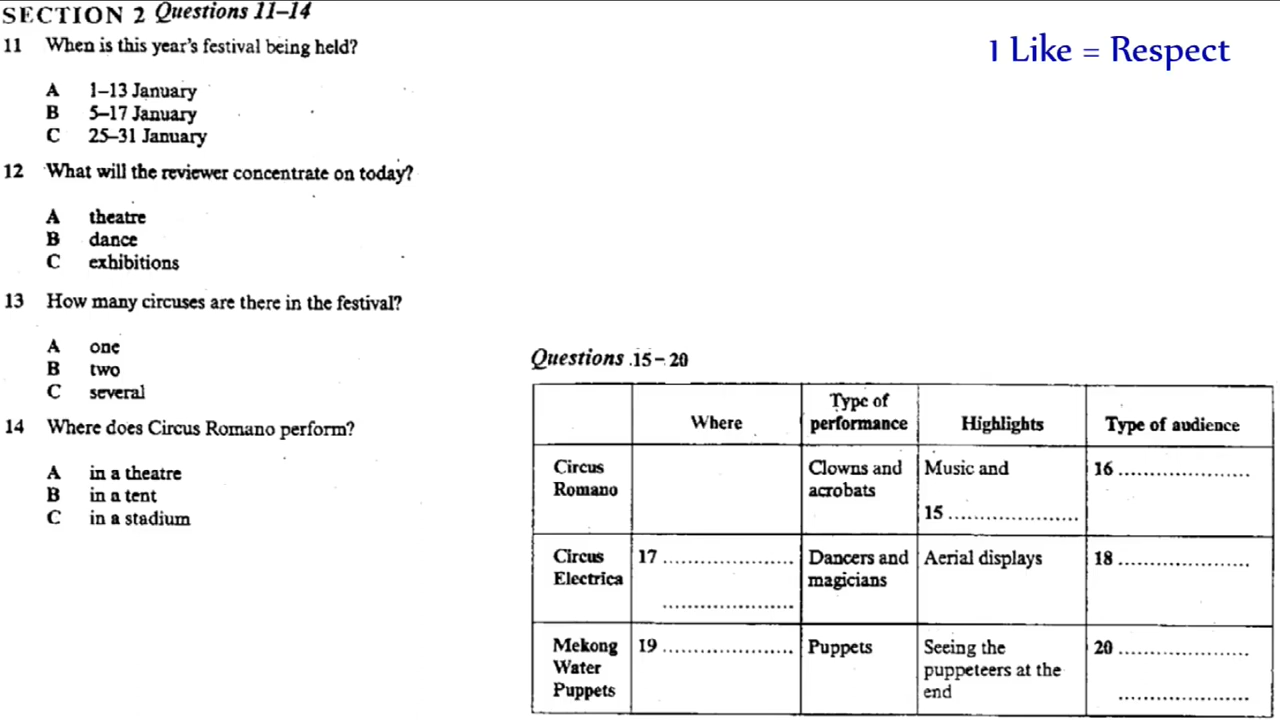 SECTION 2 Questions 11–14
1 Like = Respect
11 When is this year's festival being held?
A 1–13 January
B 5–17 January
C 25–31 January
12 What will the reviewer concentrate on today?
A theatre
B dance
C exhibitions
13 How many circuses are there in the festival?
A one
B two
C several
14 Where does Circus Romano perform?
A in a theatre
B in a tent
C in a stadium
Questions 15–20
Where
Type of
performance
Highlights
Type of audience
Circus
Romano
Clowns and
acrobats
Music and
15 ......................
16 ......................
Circus
Electrica
17 ......................
......................
Dancers and
magicians
Aerial displays
18 ......................
Mekong
Water
Puppets
19 ......................
Puppets
Seeing the
puppeteers at the
end
20 ......................
......................